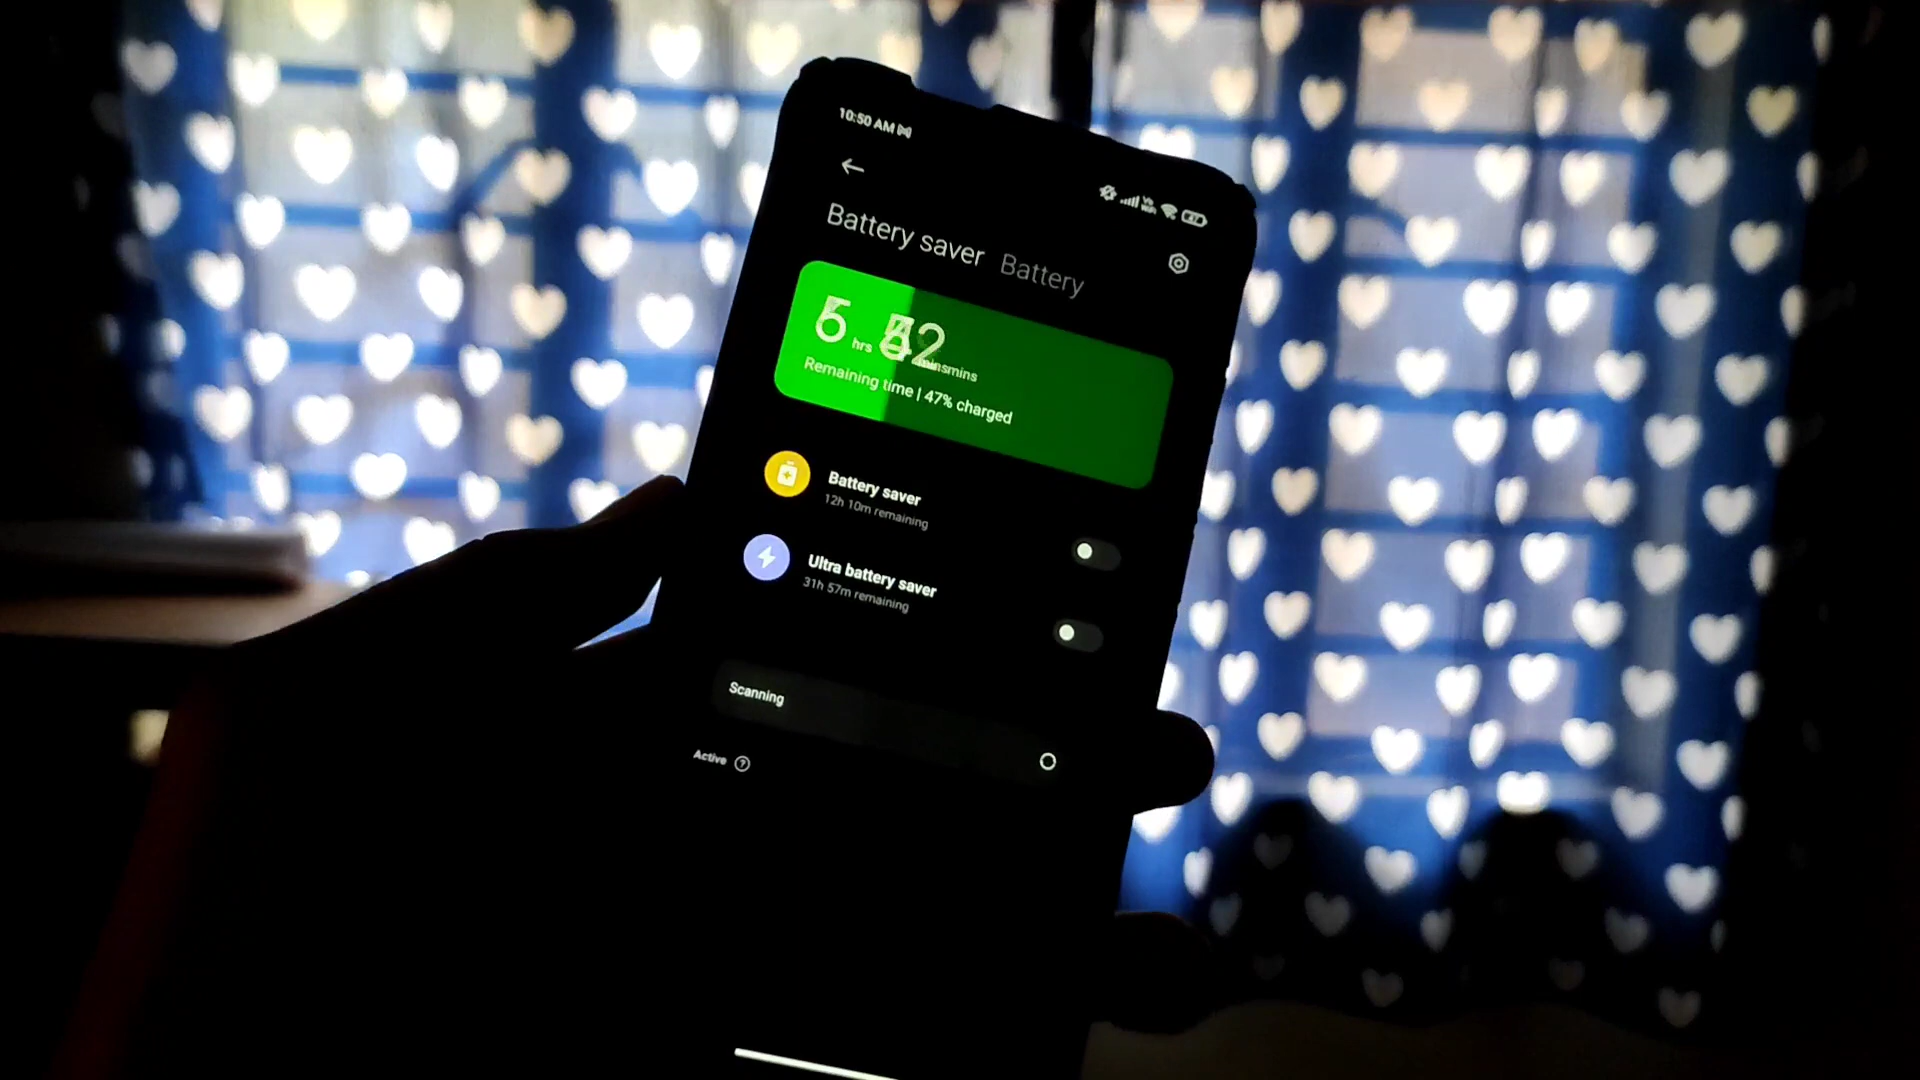 10:50 AM
47
Battery saver Battery
hrs
mins
Remaining time | 47% charged
Battery saver
12h 10m remaining
Ultra battery saver
31h 57m remaining
Scanning
Active ?